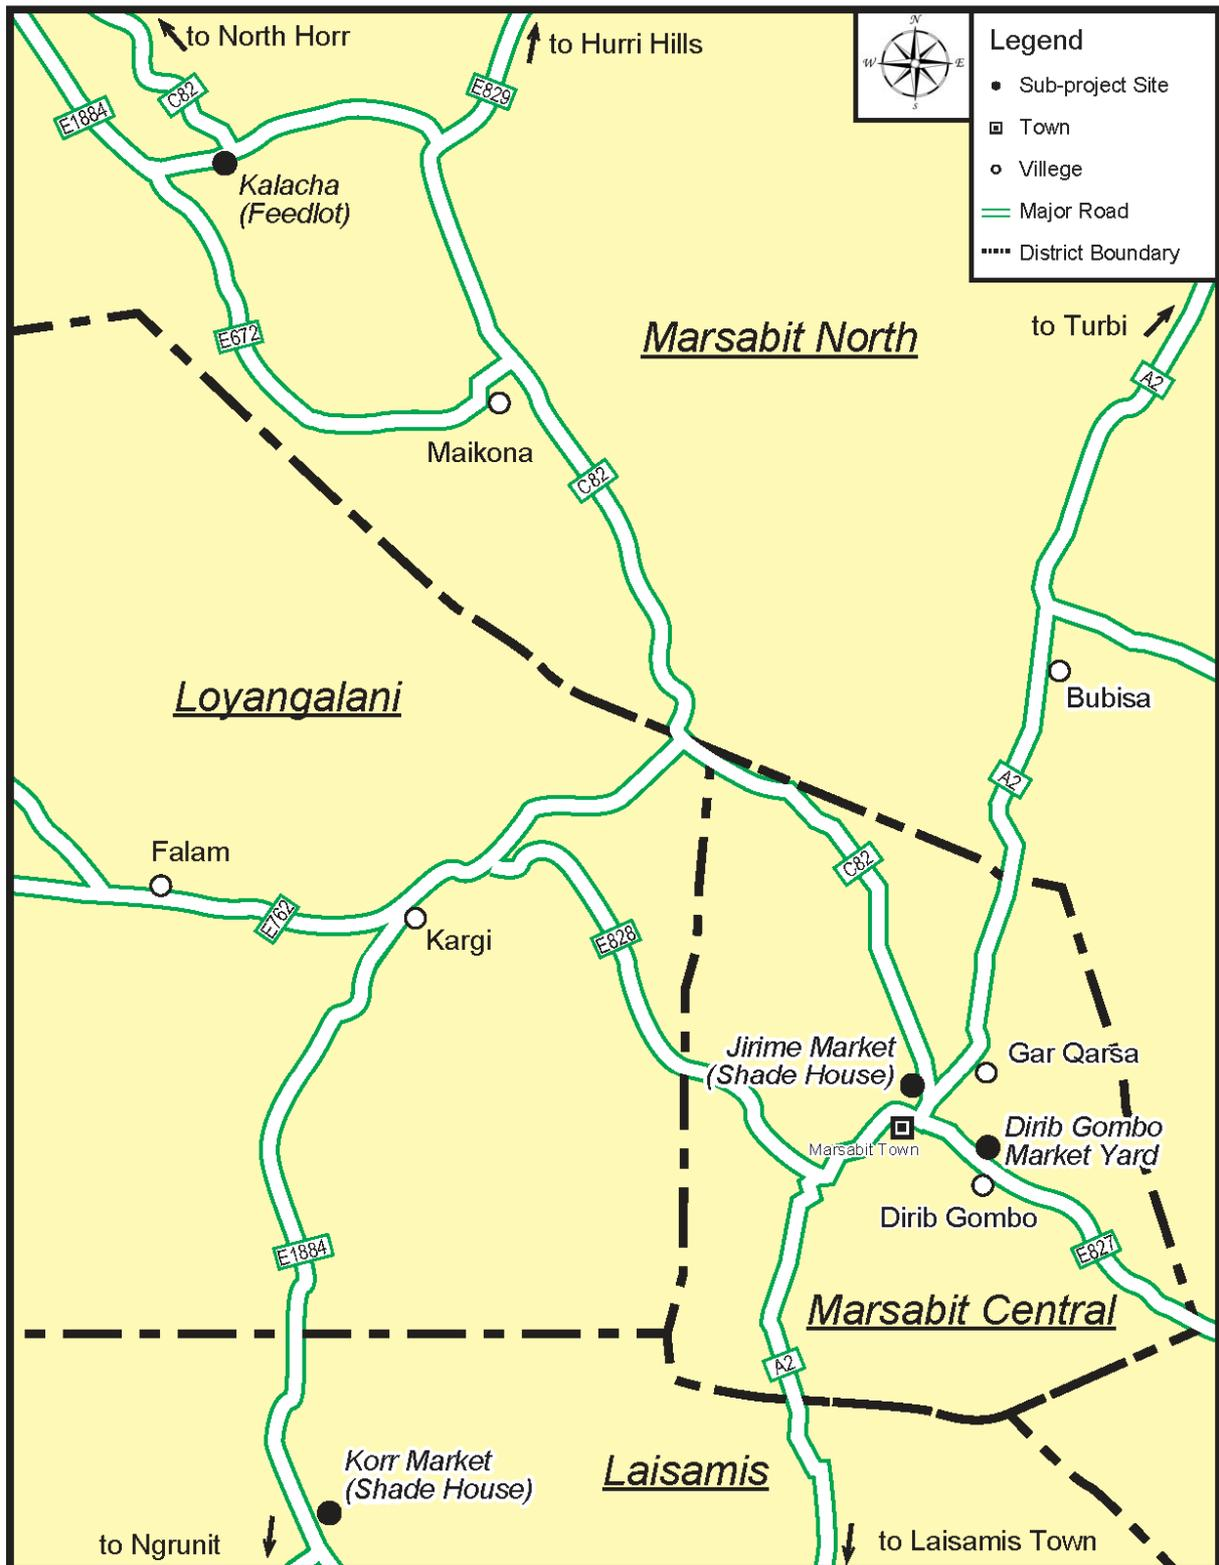 to North Horr
to Hurri Hills
N
W
E
S
Legend
Sub-project Site
Town
Villege
Major Road
District Boundary
E1884
C82
E829
Kalacha
(Feedlot)
E672
Marsabit North
to Turbi
A2
Maikona
C82
Loyangalani
Bubisa
A2
Falam
C82
E762
Kargi
E828
Jirime Market
(Shade House)
Gar Qarsa
Marsabit Town
Dirib Gombo
Market Yard
Dirib Gombo
E1884
E827
Marsabit Central
A2
Korr Market
(Shade House)
Laisamis
to Ngrunit
to Laisamis Town